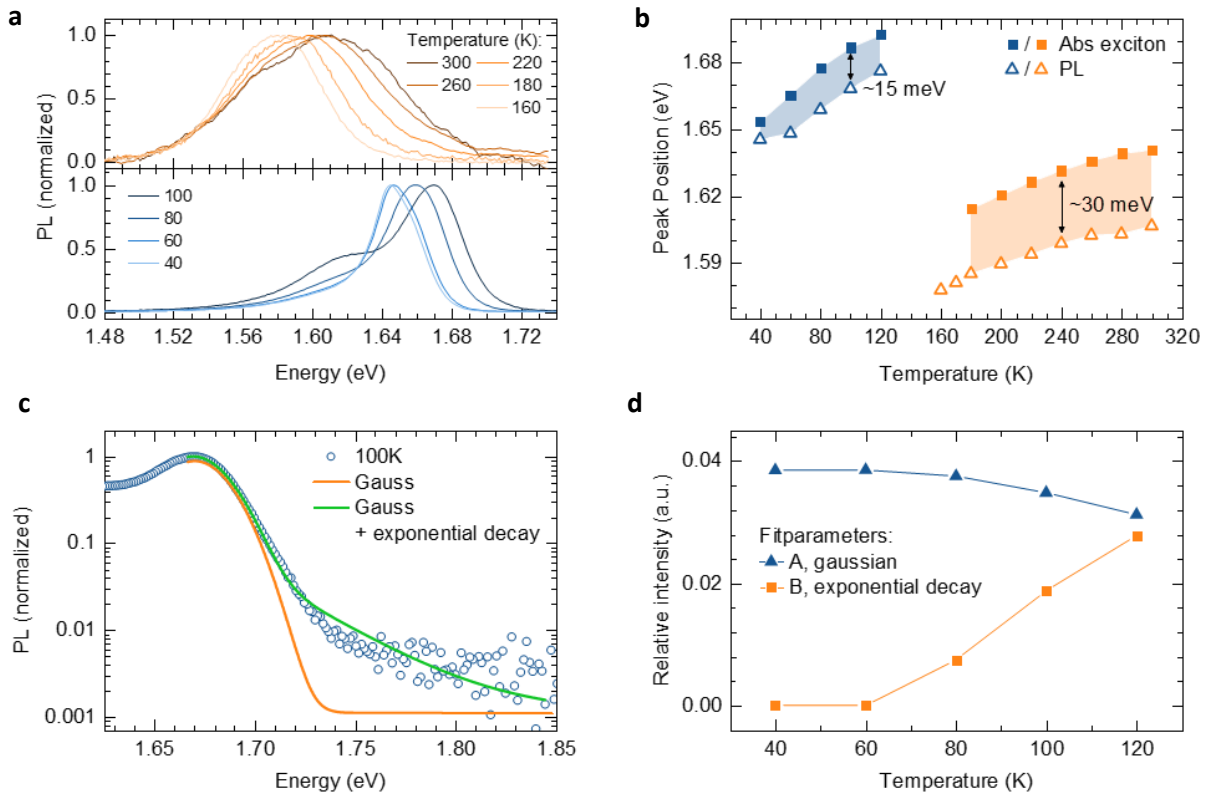 a
Temperature (K):
300 220
260 180
160
1.0
0.5
0.0
100
80
60
40
1.0
0.5
0.0
PL (normalized)
1.48 1.52 1.56 1.60 1.64 1.68 1.72
Energy (eV)
b
/ Abs exciton
/ PL
~15 meV
~30 meV
1.68
1.65
1.62
1.59
Peak Position (eV)
40 80 120 160 200 240 280 320
Temperature (K)
c
100K
Gauss
Gauss
+ exponential decay
1
0.1
0.01
0.001
PL (normalized)
1.65 1.70 1.75 1.80 1.85
Energy (eV)
d
Fitparameters:
A, gaussian
B, exponential decay
0.04
0.02
0.00
Relative intensity (a.u.)
40 60 80 100 120
Temperature (K)